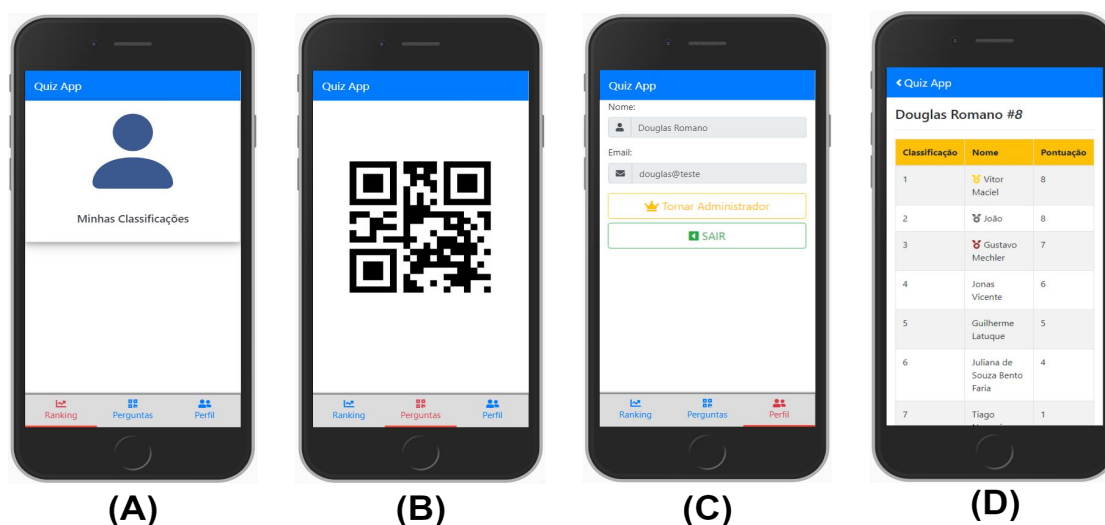 Quiz App
Minhas Classificações
Ranking Perguntas Perfil
(A)
Quiz App
Ranking Perguntas Perfil
(B)
Quiz App
Nome:
Douglas Romano
Email:
douglas@teste
Tornar Administrador
SAIR
Ranking Perguntas Perfil
(C)
Quiz App
Douglas Romano #8
Classificação Nome Pontuação
1 Vitor 8
Maciel
2 João 8
3 Gustavo 7
Mechler
4 Jonas 6
Vicente
5 Guilherme 5
Latuque
6 Juliana de 4
Souza Bento
Faria
7 Tiago 1
(D)